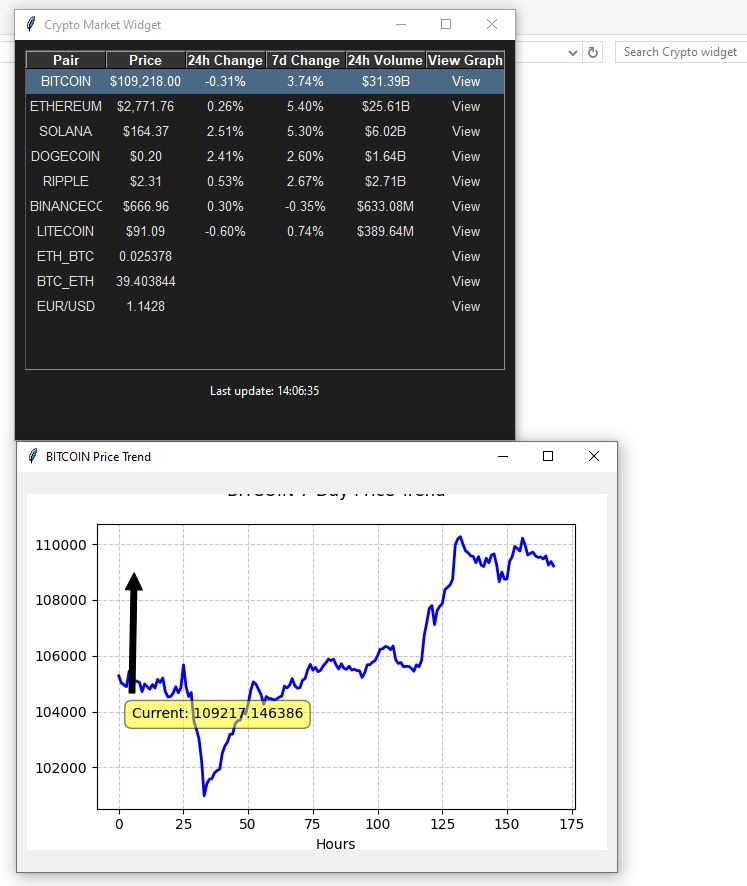 Crypto Market Widget
Search Crypto widget
Pair Price 24h Change 7d Change 24h Volume View Graph
BITCOIN $109,218.00 -0.31% 3.74% $31.39B View
ETHEREUM $2,771.76 0.26% 5.40% $25.61B View
SOLANA $164.37 2.51% 5.30% $6.02B View
DOGECOIN $0.20 2.41% 2.60% $1.64B View
RIPPLE $2.31 0.53% 2.67% $2.71B View
BINANCECC $666.96 0.30% -0.35% $633.08M View
LITECOIN $91.09 -0.60% 0.74% $389.64M View
ETH_BTC 0.025378 View
BTC_ETH 39.403844 View
EUR/USD 1.1428 View
Last update: 14:06:35
BITCOIN Price Trend
BITCOIN 7 Day Price Trend
110000
108000
106000
104000
102000
Current: 109217.146386
0 25 50 75 100 125 150 175
Hours